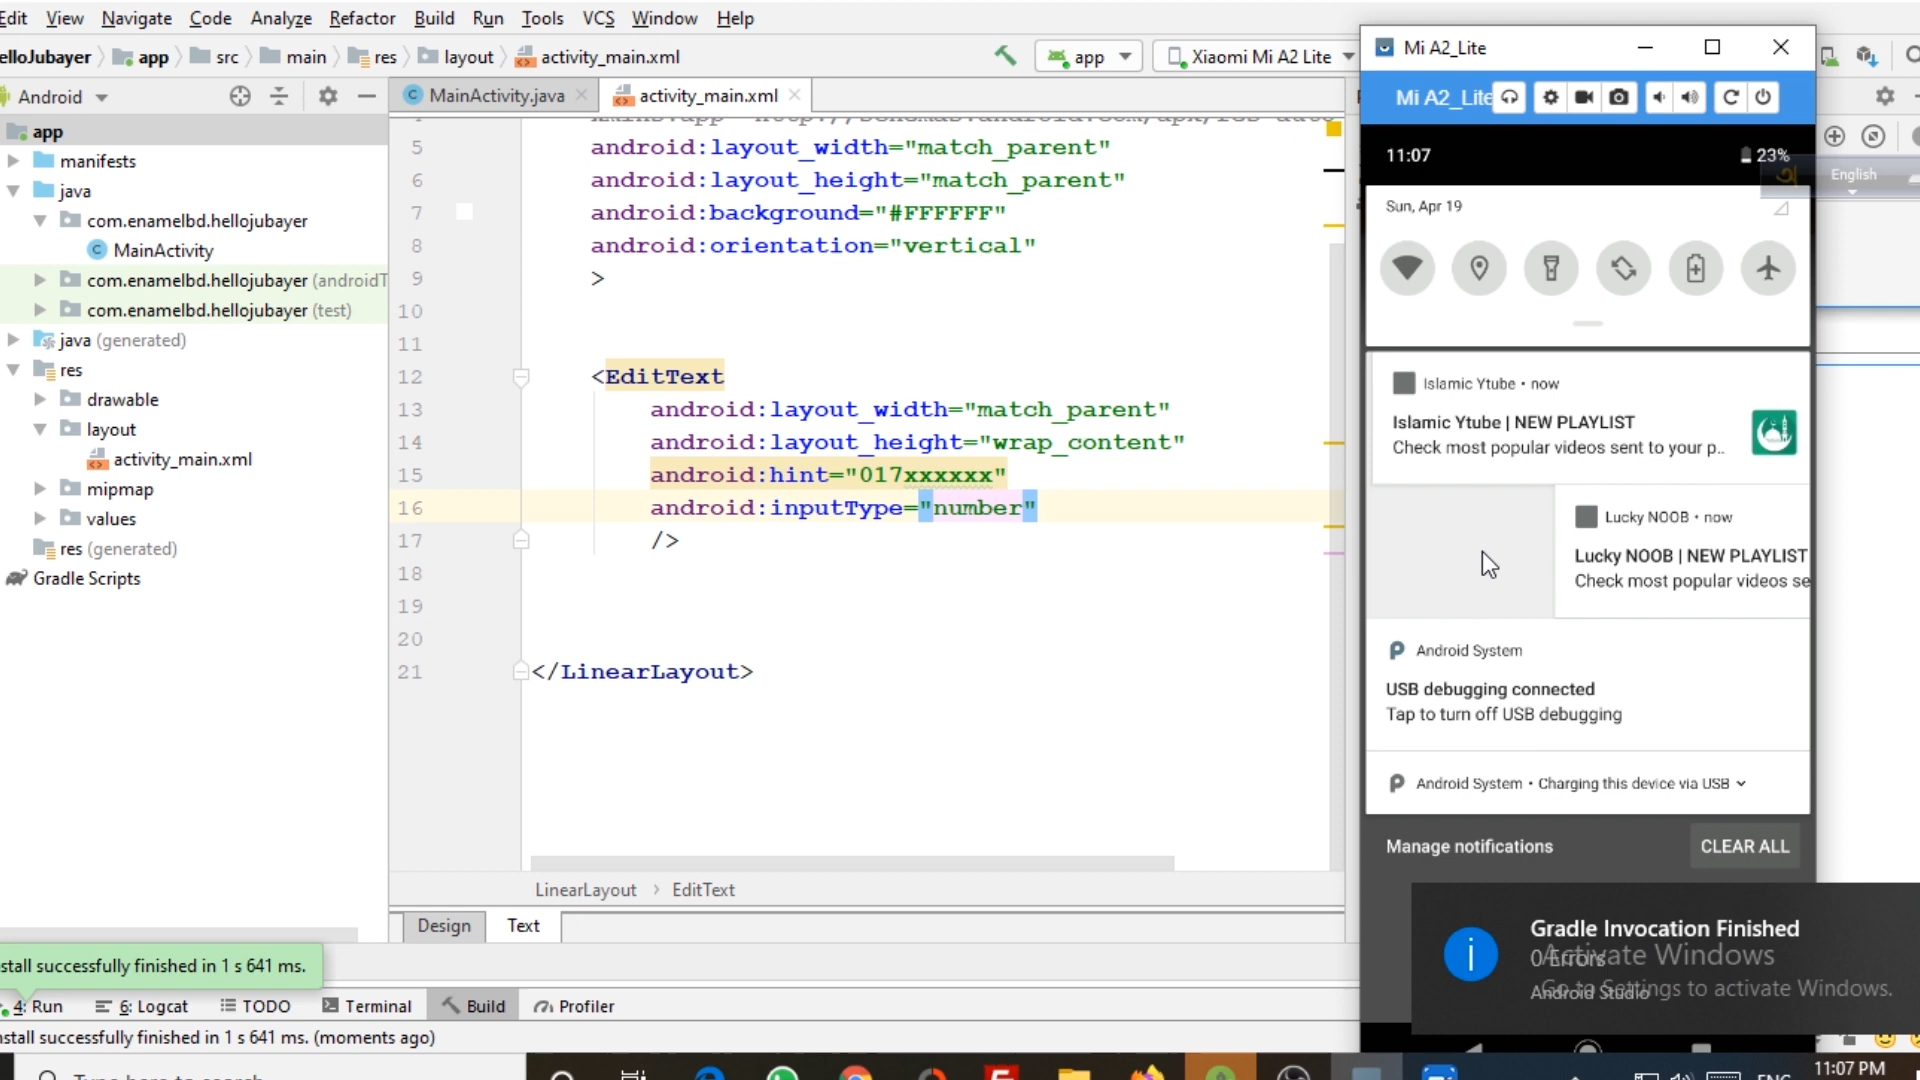 Edit View Navigate Code Analyze Refactor Build Run Tools VCS Window Help
elloJubayer app src main res layout activity_main.xml
app Xiaomi Mi A2 Lite
Android
MainActivity.java activity_main.xml
app
manifests
java
com.enamelbd.hellojubayer
MainActivity
com.enamelbd.hellojubayer (androidT
com.enamelbd.hellojubayer (test)
java (generated)
res
drawable
layout
activity_main.xml
mipmap
values
res (generated)
Gradle Scripts
5 android:layout_width="match_parent"
6 android:layout_height="match_parent"
7 android:background="#FFFFFF"
8 android:orientation="vertical"
9 >
10
11
12 <EditText
13 android:layout_width="match_parent"
14 android:layout_height="wrap_content"
15 android:hint="017xxxxxx"
16 android:inputType="number"
17 />
18
19
20
21 </LinearLayout>
LinearLayout > EditText
Design Text
stall successfully finished in 1 s 641 ms.
4: Run 6: Logcat TODO Terminal Build Profiler
nstall successfully finished in 1 s 641 ms. (moments ago)
Mi A2_Lite
Mi A2_Lite
11:07 23%
English
Sun, Apr 19
Islamic Ytube • now
Islamic Ytube | NEW PLAYLIST
Check most popular videos sent to your p..
Lucky NOOB • now
Lucky NOOB | NEW PLAYLIST
Check most popular videos se
Android System
USB debugging connected
Tap to turn off USB debugging
Android System • Charging this device via USB
Manage notifications CLEAR ALL
Gradle Invocation Finished
0 Errors
Activate Windows
Android Studio
Go to Settings to activate Windows.
11:07 PM